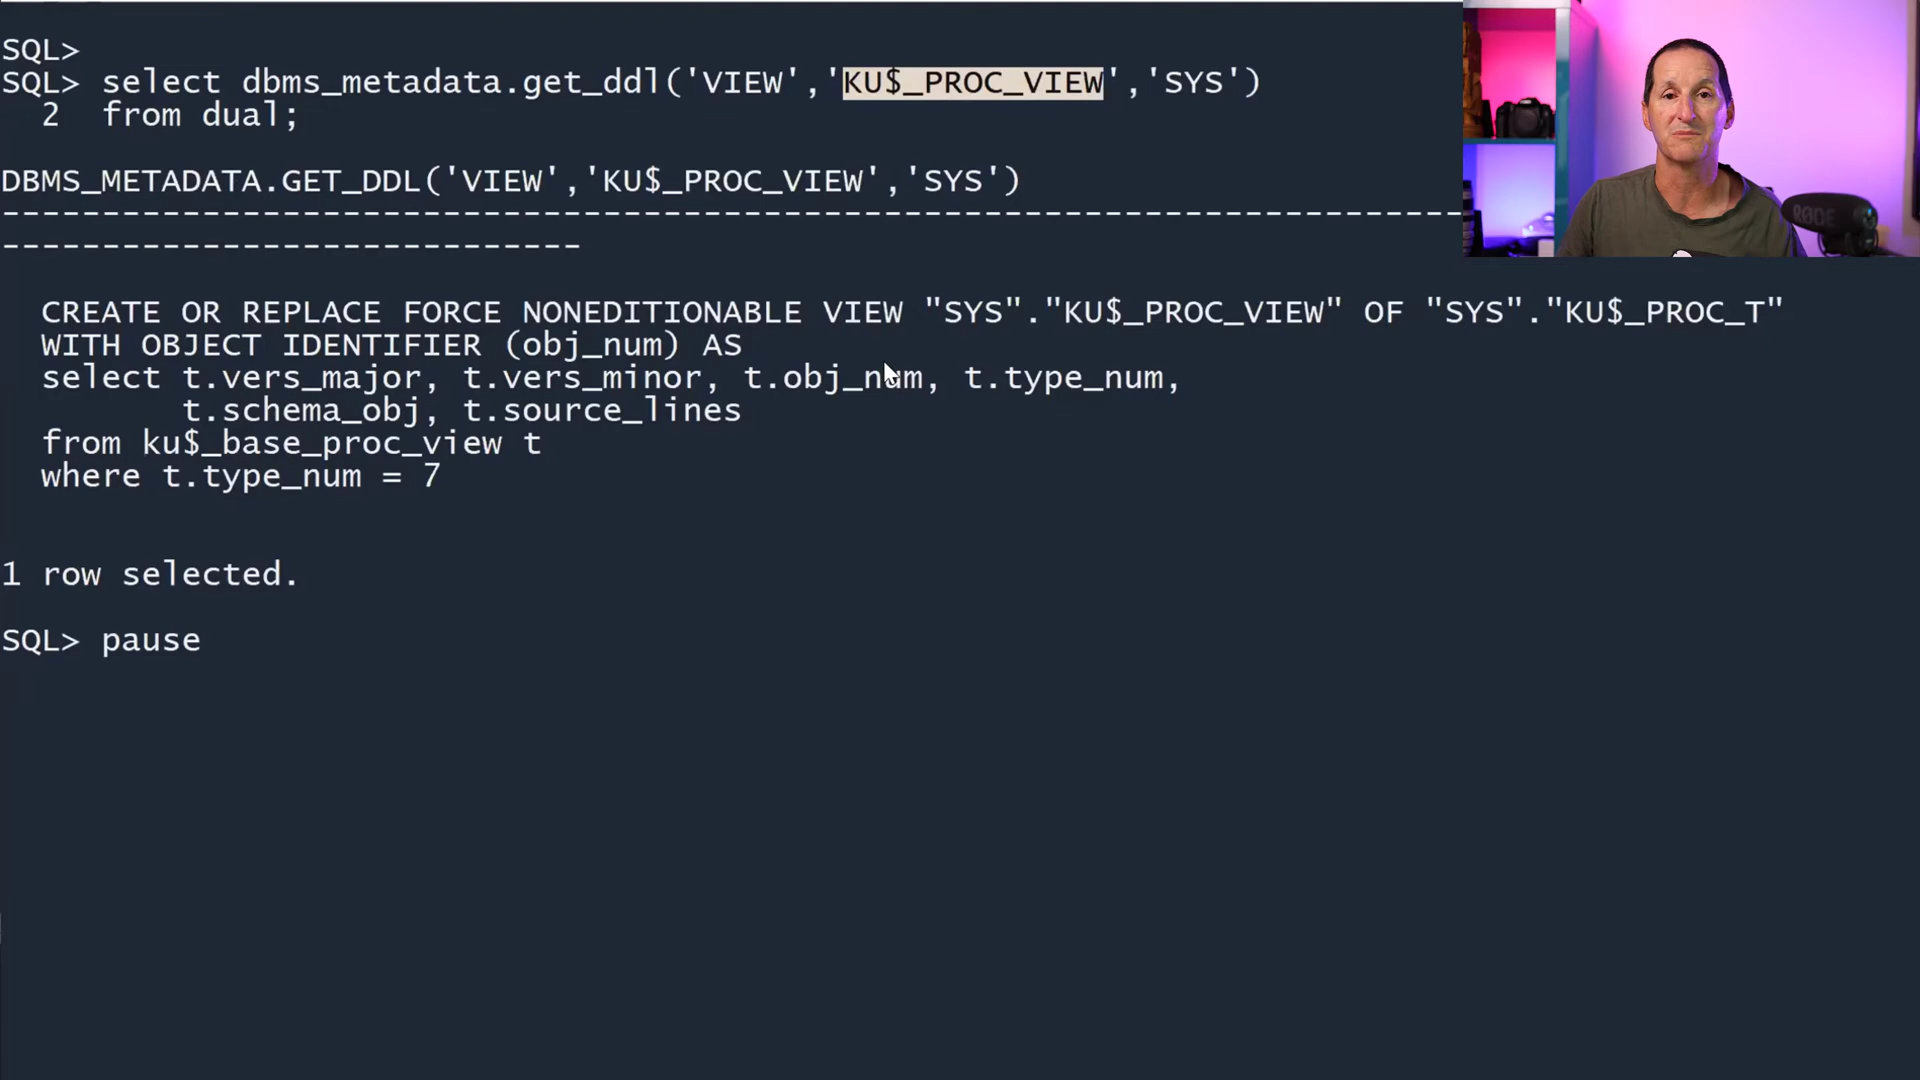 SQL>
SQL> select dbms_metadata.get_ddl('VIEW','KU$_PROC_VIEW','SYS')
  2  from dual;
DBMS_METADATA.GET_DDL('VIEW','KU$_PROC_VIEW','SYS')
--------------------------------------------------------------------------------
-----------------------------
CREATE OR REPLACE FORCE NONEDITIONABLE VIEW "SYS"."KU$_PROC_VIEW" OF "SYS"."KU$_PROC_T"
WITH OBJECT IDENTIFIER (obj_num) AS
select t.vers_major, t.vers_minor, t.obj_num, t.type_num,
       t.schema_obj, t.source_lines
from ku$_base_proc_view t
where t.type_num = 7
1 row selected.
SQL> pause
RØDE